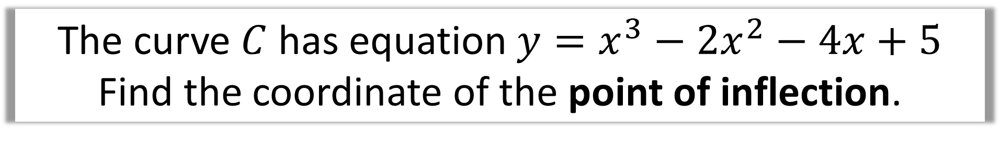 The curve C has equation y = x³ − 2x² − 4x + 5
Find the coordinate of the point of inflection.